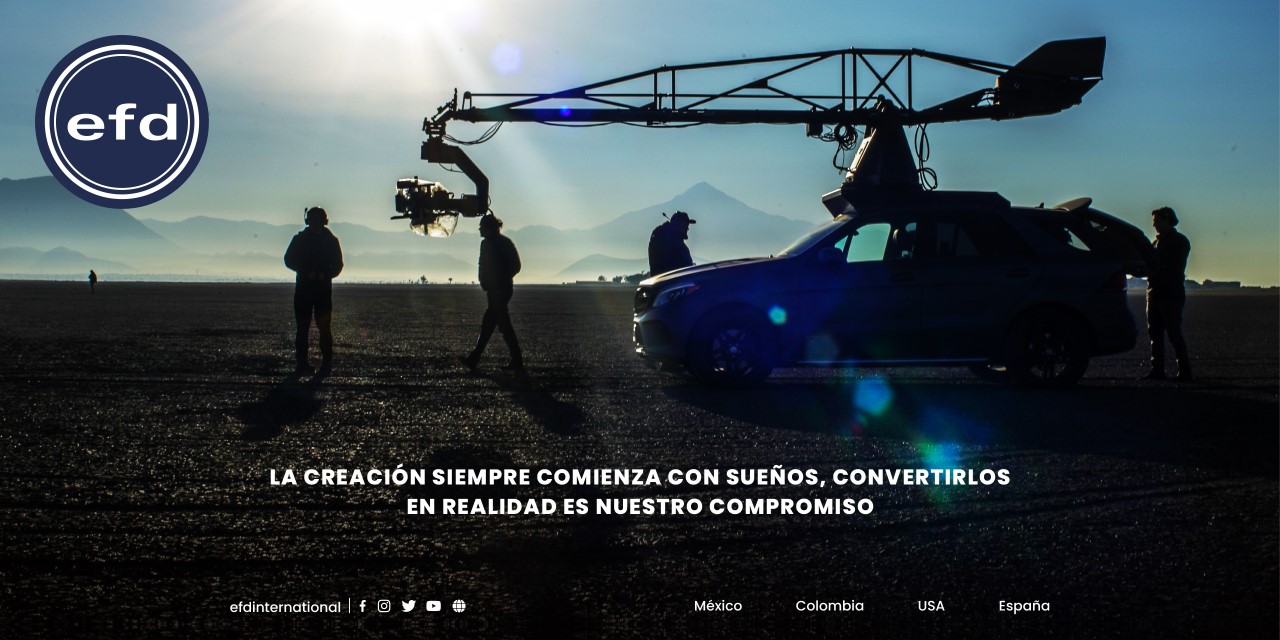 efd
LA CREACIÓN SIEMPRE COMIENZA CON SUEÑOS, CONVERTIRLOS
EN REALIDAD ES NUESTRO COMPROMISO
efdinternational
México Colombia USA España